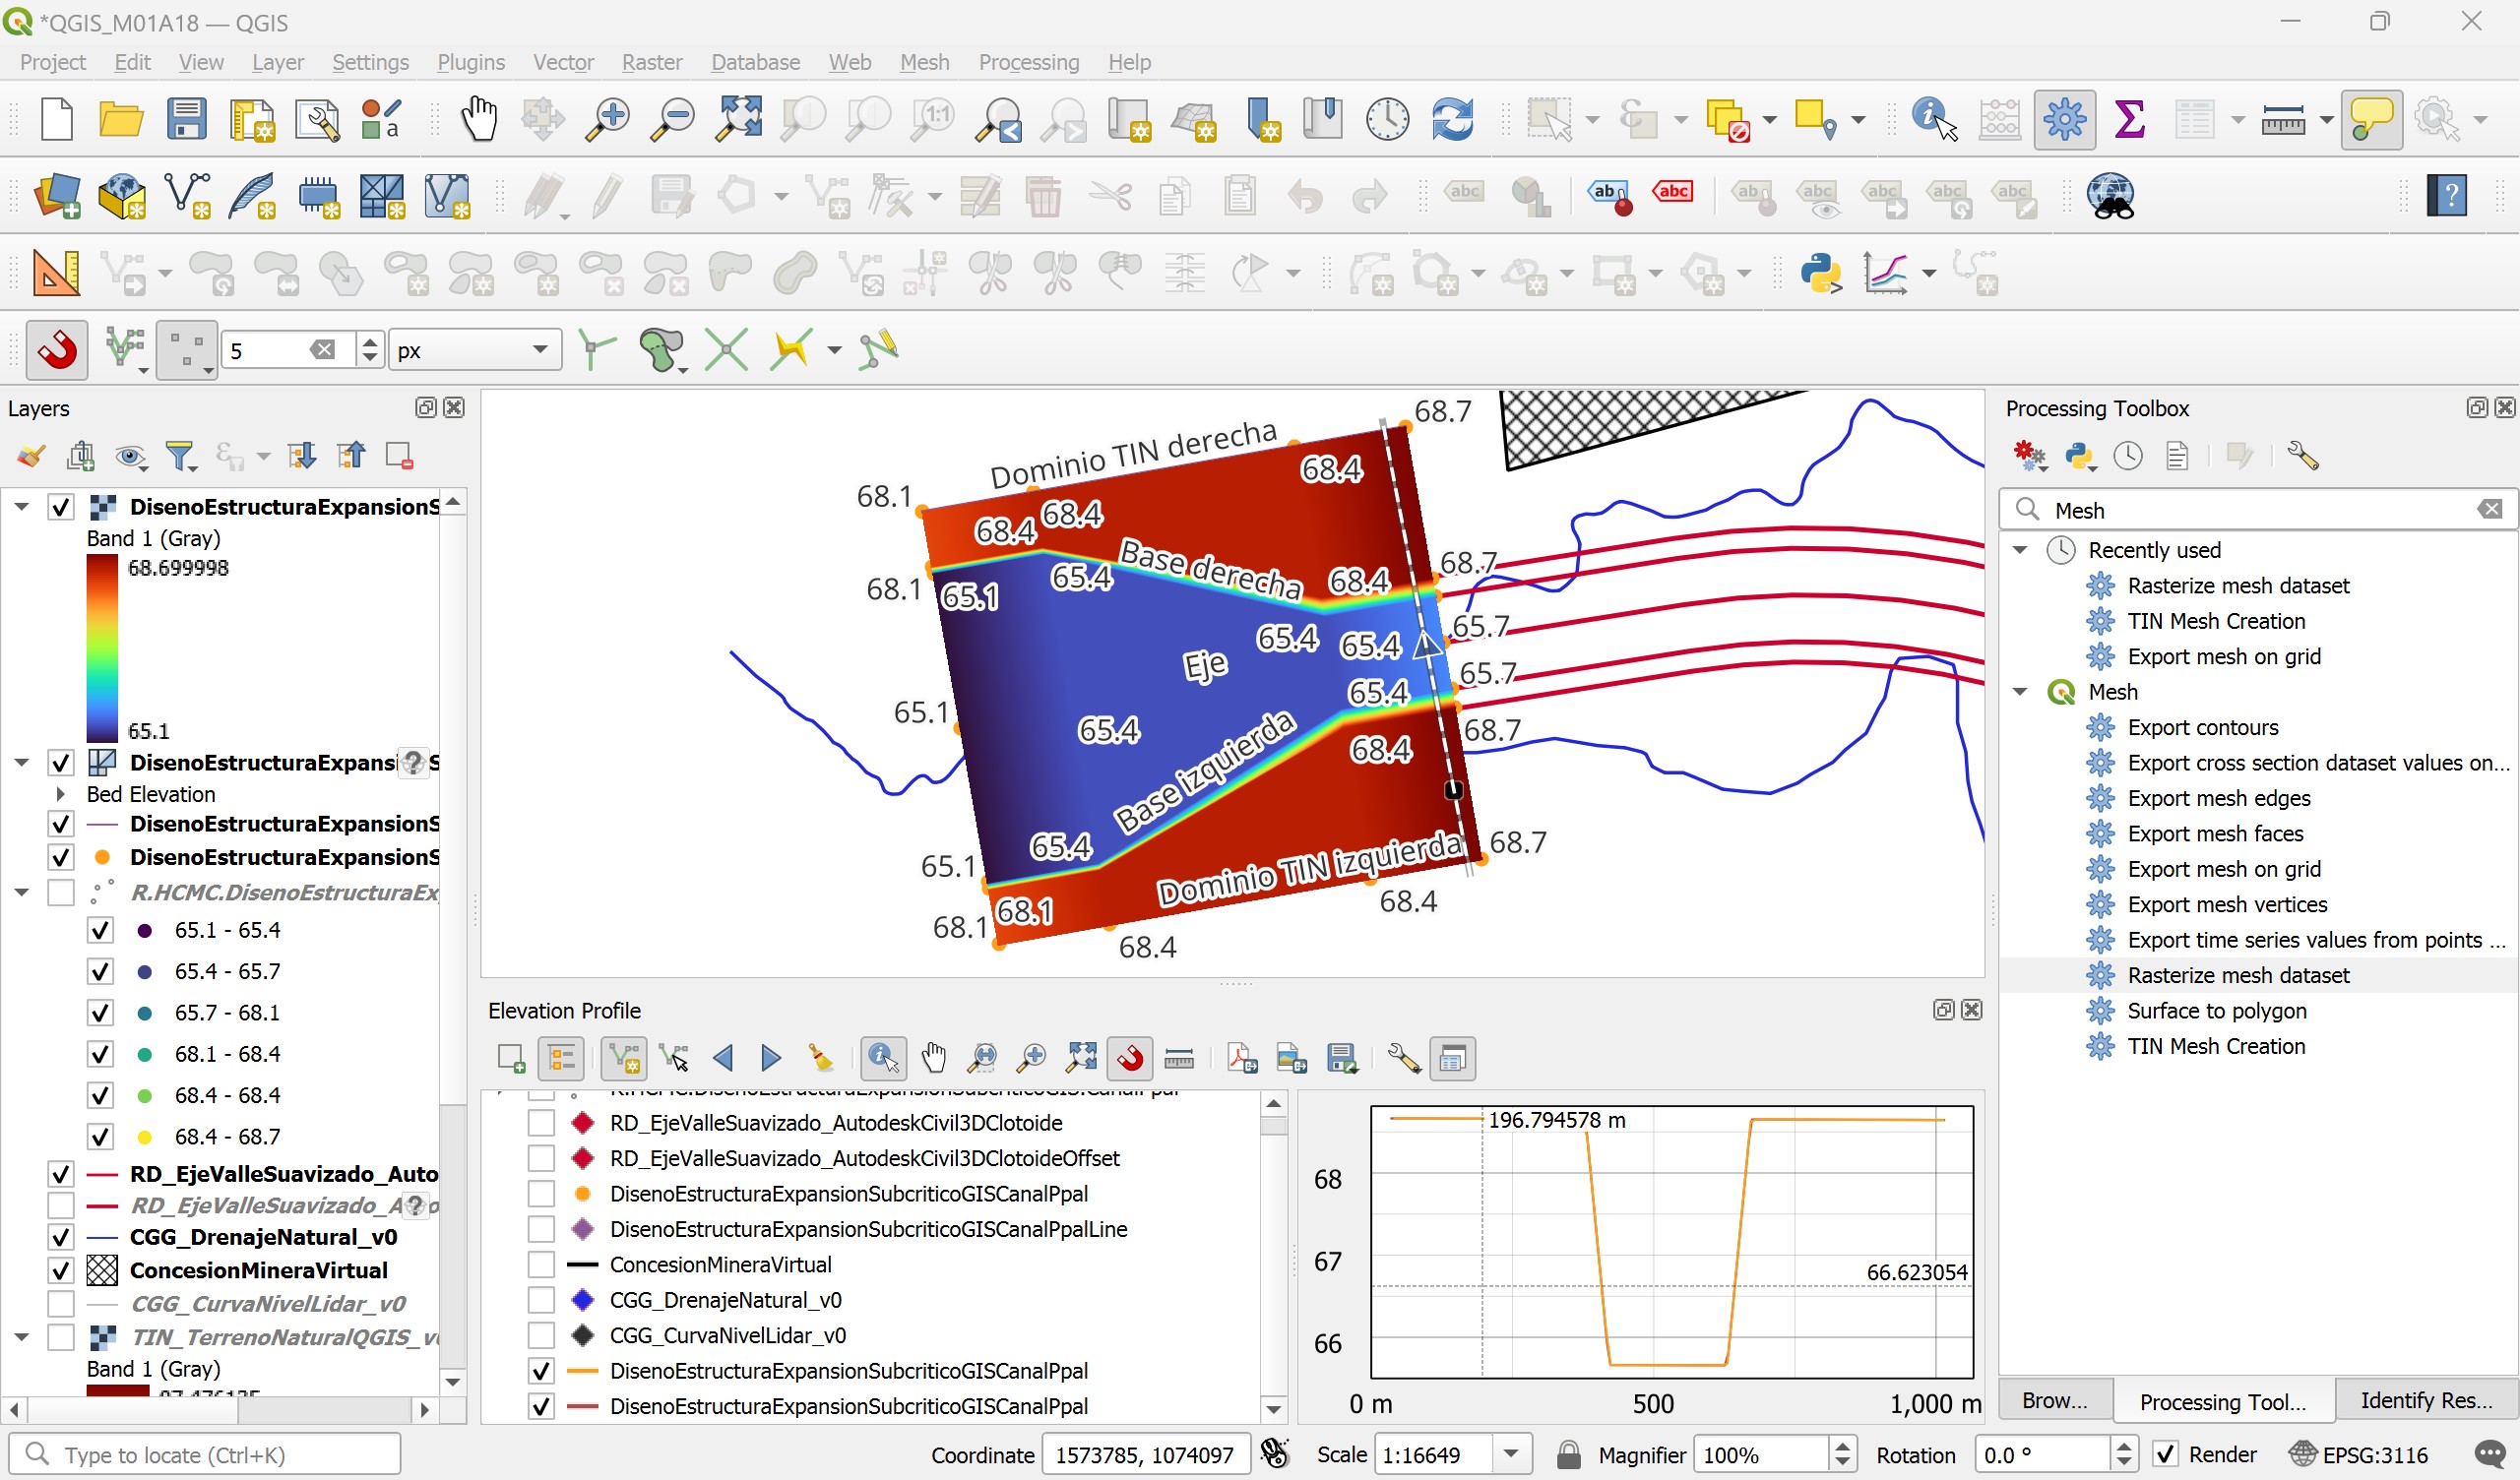 *QGIS_M01A18 — QGIS
Project Edit View Layer Settings Plugins Vector Raster Database Web Mesh Processing Help
5 px
Layers
DisenoEstructuraExpansionS
Band 1 (Gray)
68.699998
65.1
DisenoEstructuraExpansi S
Bed Elevation
DisenoEstructuraExpansionS
DisenoEstructuraExpansionS
R.HCMC.DisenoEstructuraEx
65.1 - 65.4
65.4 - 65.7
65.7 - 68.1
68.1 - 68.4
68.4 - 68.4
68.4 - 68.7
RD_EjeValleSuavizado_Auto
RD_EjeValleSuavizado_A
CGG_DrenajeNatural_v0
ConcesionMineraVirtual
CGG_CurvaNivelLidar_v0
TIN_TerrenoNaturalQGIS_v
Band 1 (Gray)
68.7
Dominio TIN derecha
68.4
68.1
68.4
68.4
Base derecha
68.7
65.4
68.4
68.1
65.1
65.4
65.4
65.7
Eje
65.7
65.4
65.1
65.4
68.7
68.4
Base izquierda
65.4
68.7
65.1
Dominio TIN izquierda
68.4
68.1
68.1
68.4
Elevation Profile
RD_EjeValleSuavizado_AutodeskCivil3DClotoide
RD_EjeValleSuavizado_AutodeskCivil3DClotoideOffset
DisenoEstructuraExpansionSubcriticoGISCanalPpal
DisenoEstructuraExpansionSubcriticoGISCanalPpalLine
ConcesionMineraVirtual
CGG_DrenajeNatural_v0
CGG_CurvaNivelLidar_v0
DisenoEstructuraExpansionSubcriticoGISCanalPpal
DisenoEstructuraExpansionSubcriticoGISCanalPpal
196.794578 m
68
67
66.623054
66
0 m 500 1,000 m
Processing Toolbox
Mesh
Recently used
Rasterize mesh dataset
TIN Mesh Creation
Export mesh on grid
Mesh
Export contours
Export cross section dataset values on...
Export mesh edges
Export mesh faces
Export mesh on grid
Export mesh vertices
Export time series values from points ...
Rasterize mesh dataset
Surface to polygon
TIN Mesh Creation
Brow... Processing Tool... Identify Res...
Type to locate (Ctrl+K) Coordinate 1573785, 1074097 Scale 1:16649 Magnifier 100% Rotation 0.0 ° Render EPSG:3116